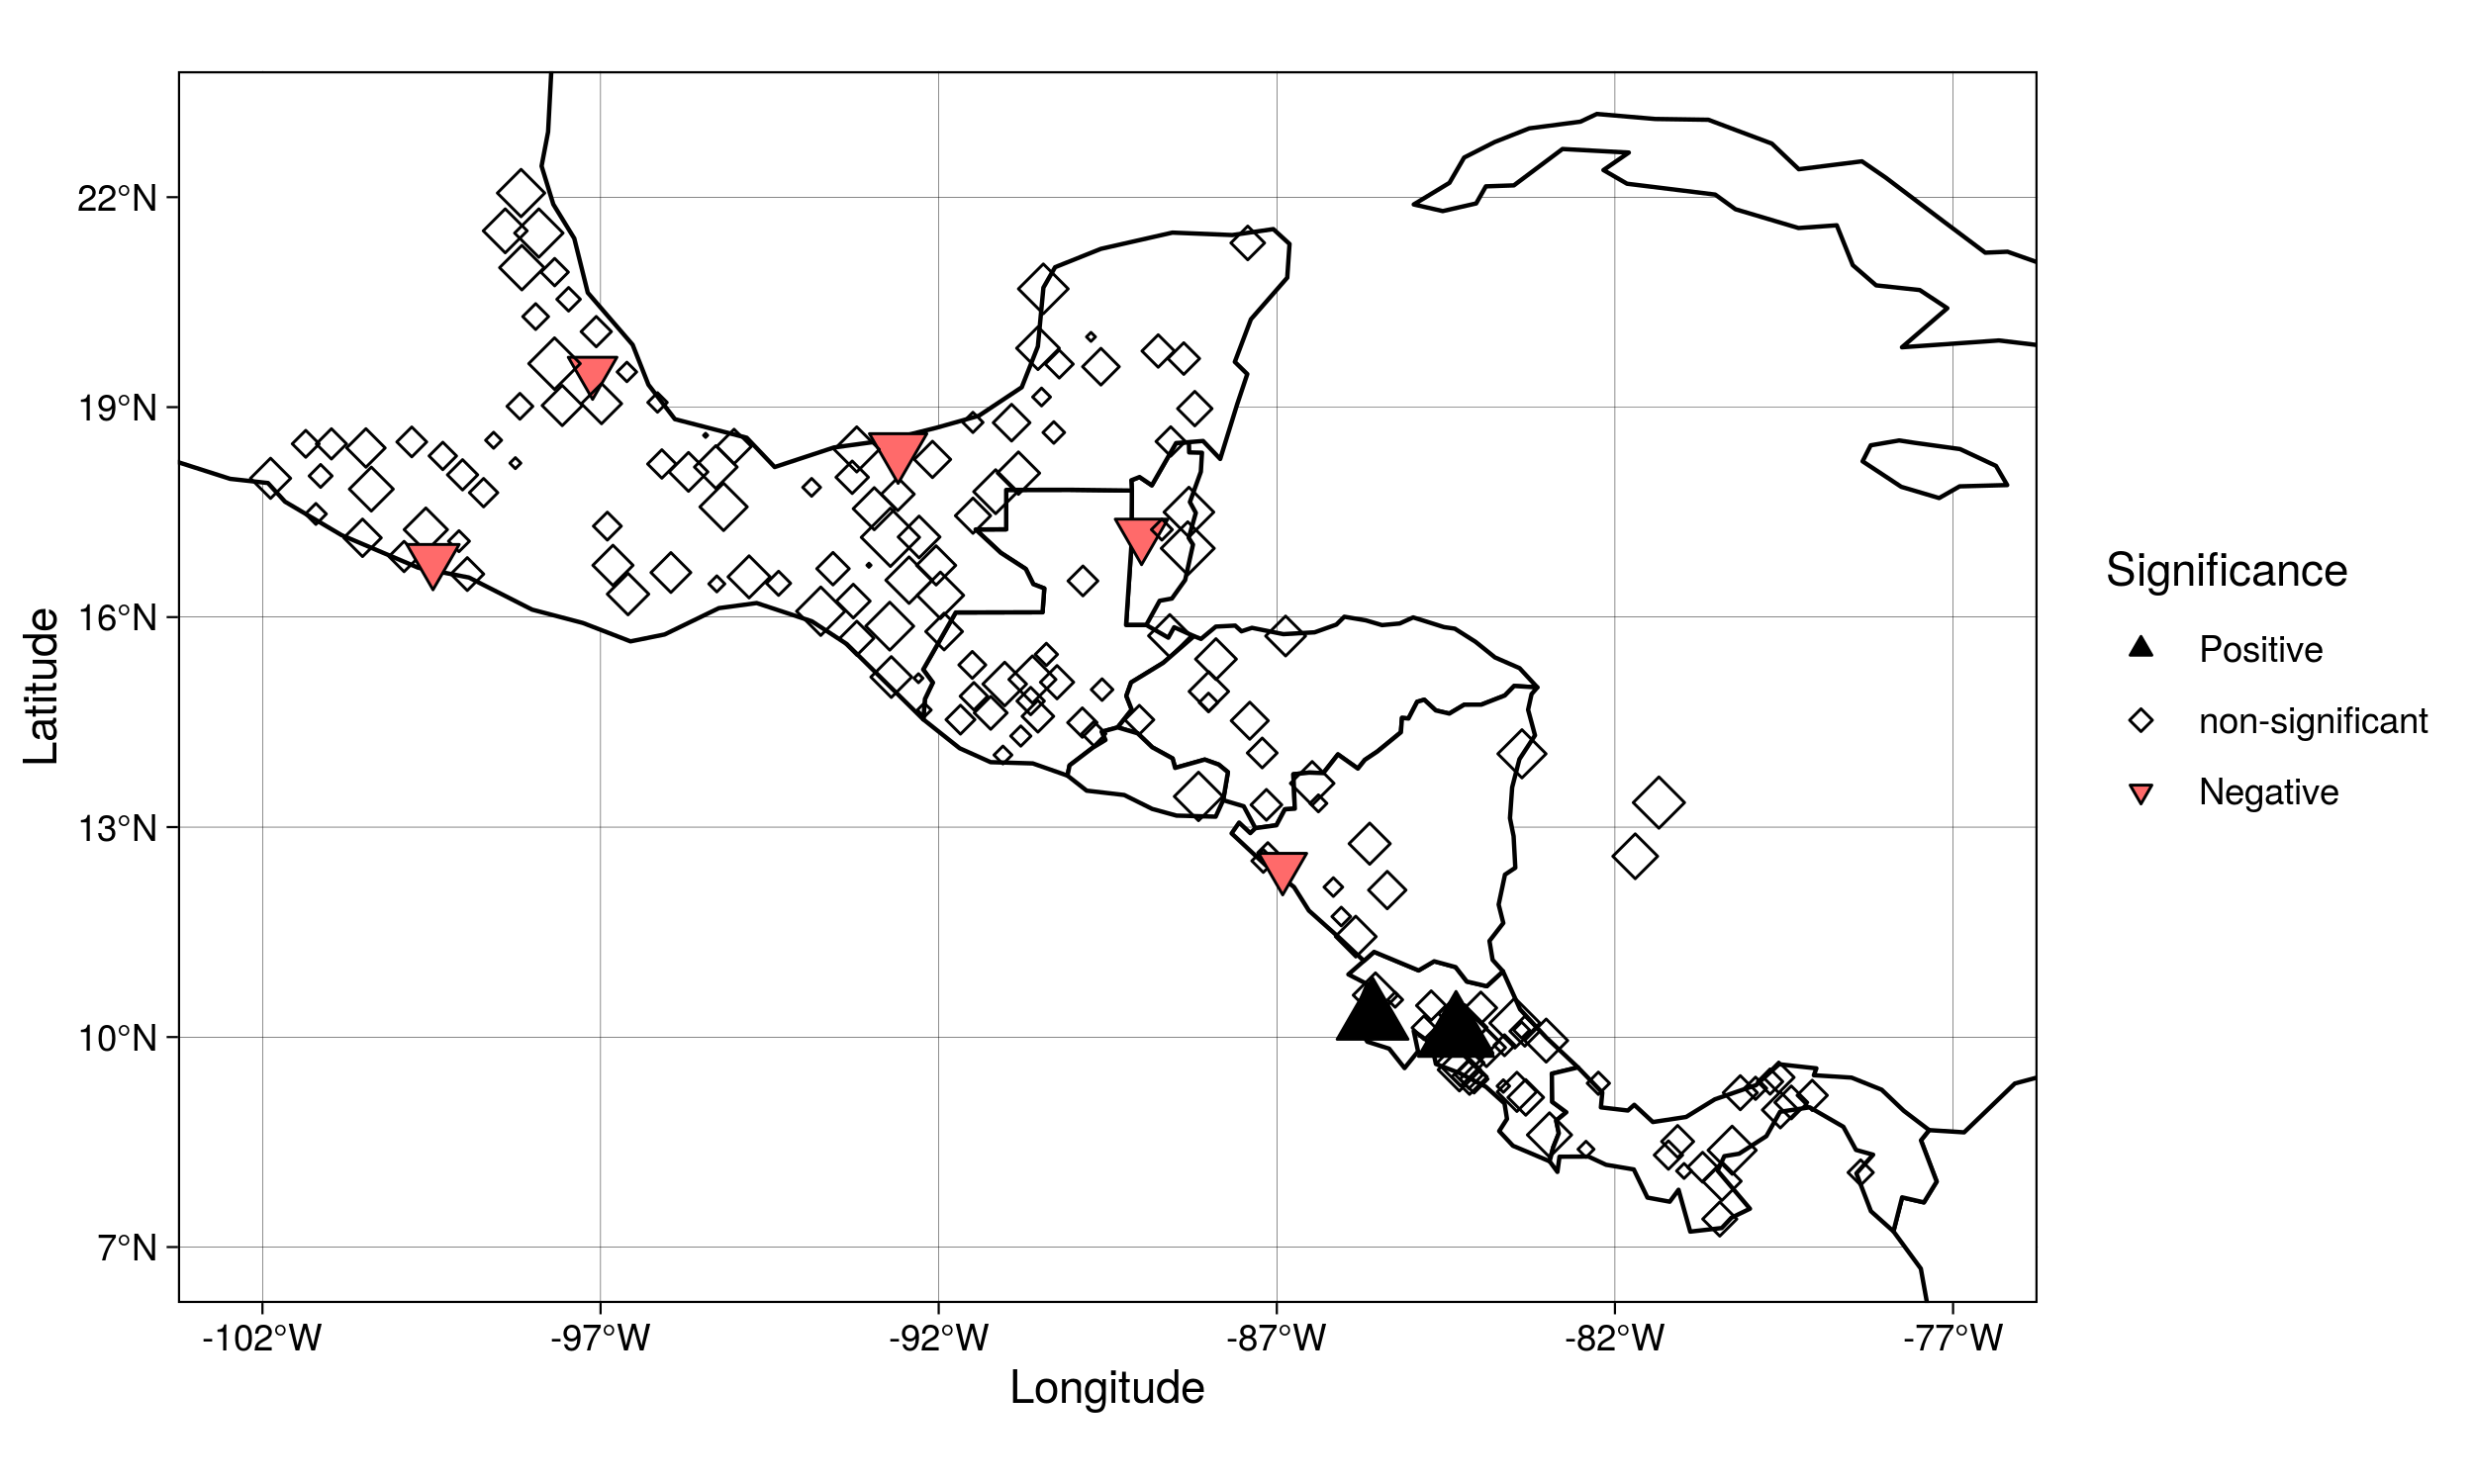 22°N
19°N
16°N
13°N
10°N
7°N
Latitude
-102°W
-97°W
-92°W
-87°W
-82°W
-77°W
Longitude
Significance
Positive
non-significant
Negative